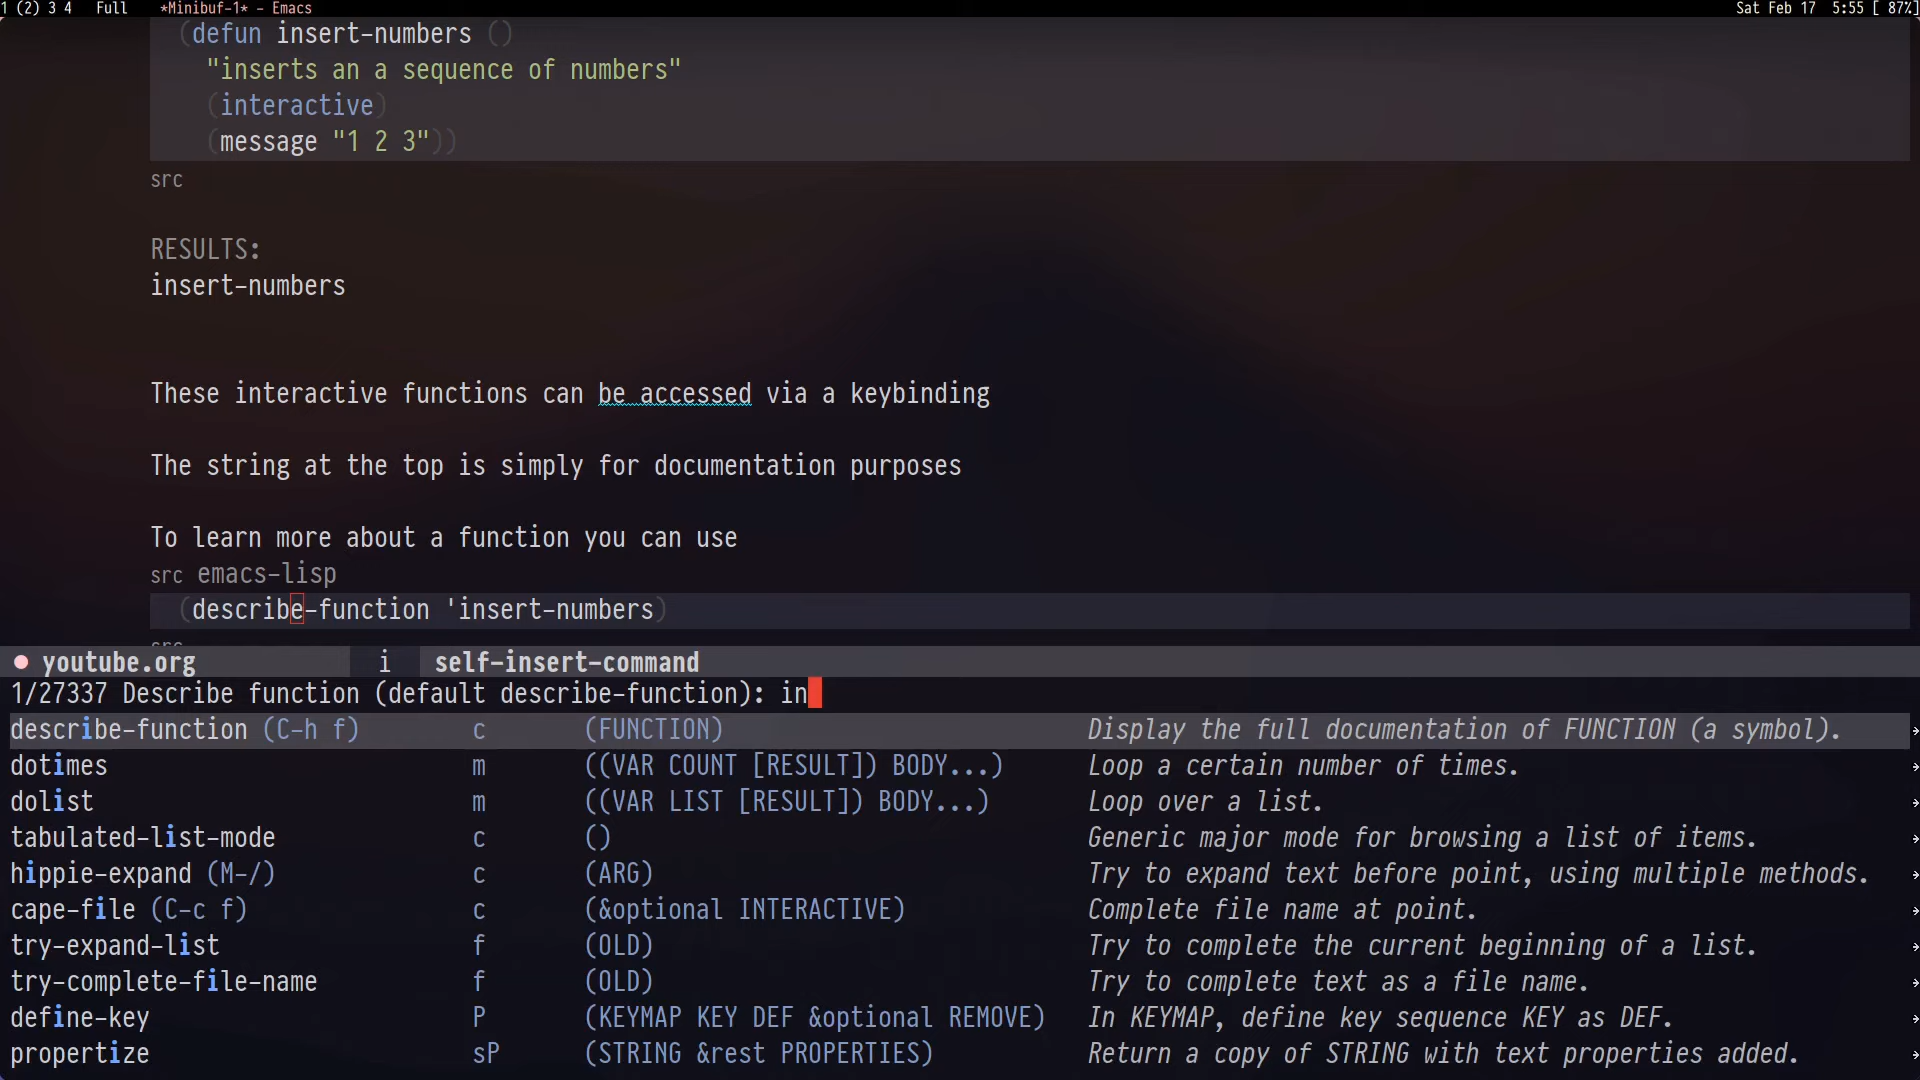 1 (2) 3 4 Full *Minibuf-1* - Emacs Sat Feb 17 5:55 [ 87%]
(defun insert-numbers ()
"inserts an a sequence of numbers"
(interactive)
(message "1 2 3"))
src
RESULTS:
insert-numbers
These interactive functions can be accessed via a keybinding
The string at the top is simply for documentation purposes
To learn more about a function you can use
src emacs-lisp
(describe-function 'insert-numbers)
src
youtube.org i self-insert-command
1/27337 Describe function (default describe-function): in
describe-function (C-h f) c (FUNCTION) Display the full documentation of FUNCTION (a symbol).
dotimes m ((VAR COUNT [RESULT]) BODY...) Loop a certain number of times.
dolist m ((VAR LIST [RESULT]) BODY...) Loop over a list.
tabulated-list-mode c () Generic major mode for browsing a list of items.
hippie-expand (M-/) c (ARG) Try to expand text before point, using multiple methods.
cape-file (C-c f) c (&optional INTERACTIVE) Complete file name at point.
try-expand-list f (OLD) Try to complete the current beginning of a list.
try-complete-file-name f (OLD) Try to complete text as a file name.
define-key P (KEYMAP KEY DEF &optional REMOVE) In KEYMAP, define key sequence KEY as DEF.
propertize sP (STRING &rest PROPERTIES) Return a copy of STRING with text properties added.